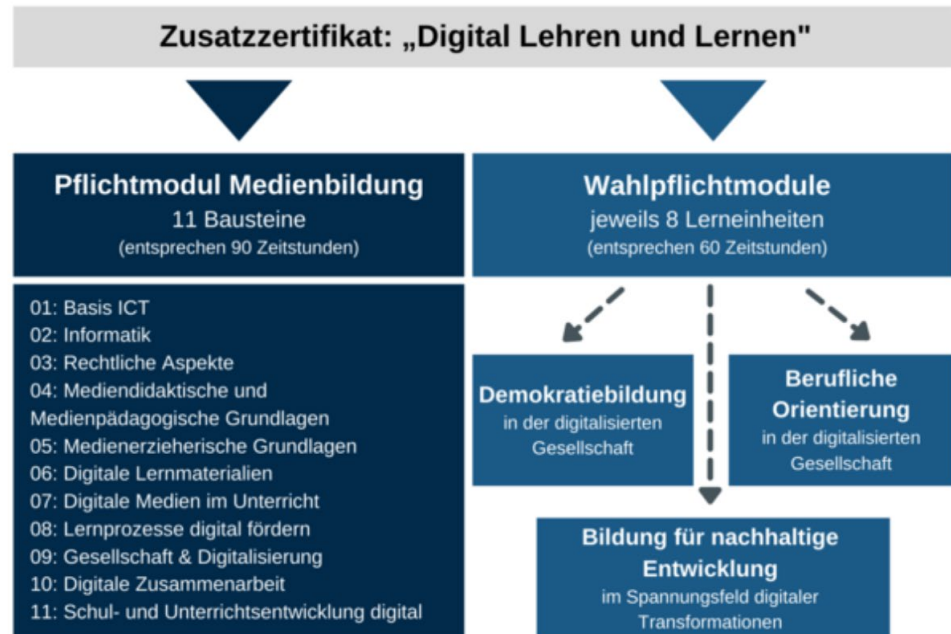 Zusatzzertifikat: „Digital Lehren und Lernen"
Pflichtmodul Medienbildung
11 Bausteine
(entsprechen 90 Zeitstunden)
01: Basis ICT
02: Informatik
03: Rechtliche Aspekte
04: Mediendidaktische und
Medienpädagogische Grundlagen
05: Medienerzieherische Grundlagen
06: Digitale Lernmaterialien
07: Digitale Medien im Unterricht
08: Lernprozesse digital fördern
09: Gesellschaft & Digitalisierung
10: Digitale Zusammenarbeit
11: Schul- und Unterrichtsentwicklung digital
Wahlpflichtmodule
jeweils 8 Lerneinheiten
(entsprechen 60 Zeitstunden)
Demokratiebildung
in der digitalisierten
Gesellschaft
Berufliche
Orientierung
in der digitalisierten
Gesellschaft
Bildung für nachhaltige
Entwicklung
im Spannungsfeld digitaler
Transformationen